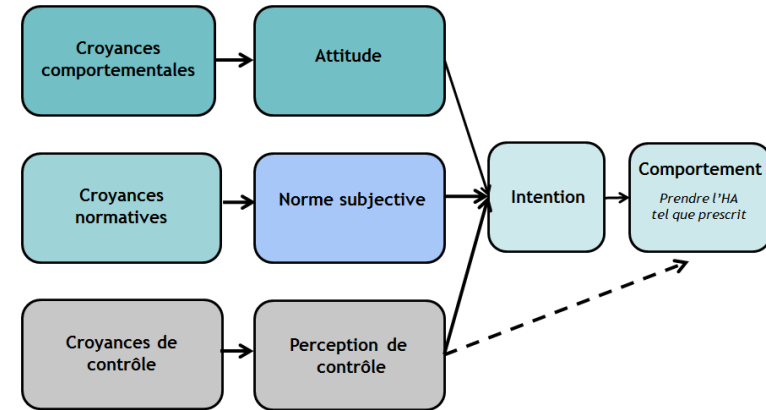 Croyances
comportementales
Attitude
Croyances
normatives
Norme subjective
Intention
Comportement
Prendre l'HA
tel que prescrit
Croyances de
contrôle
Perception de
contrôle